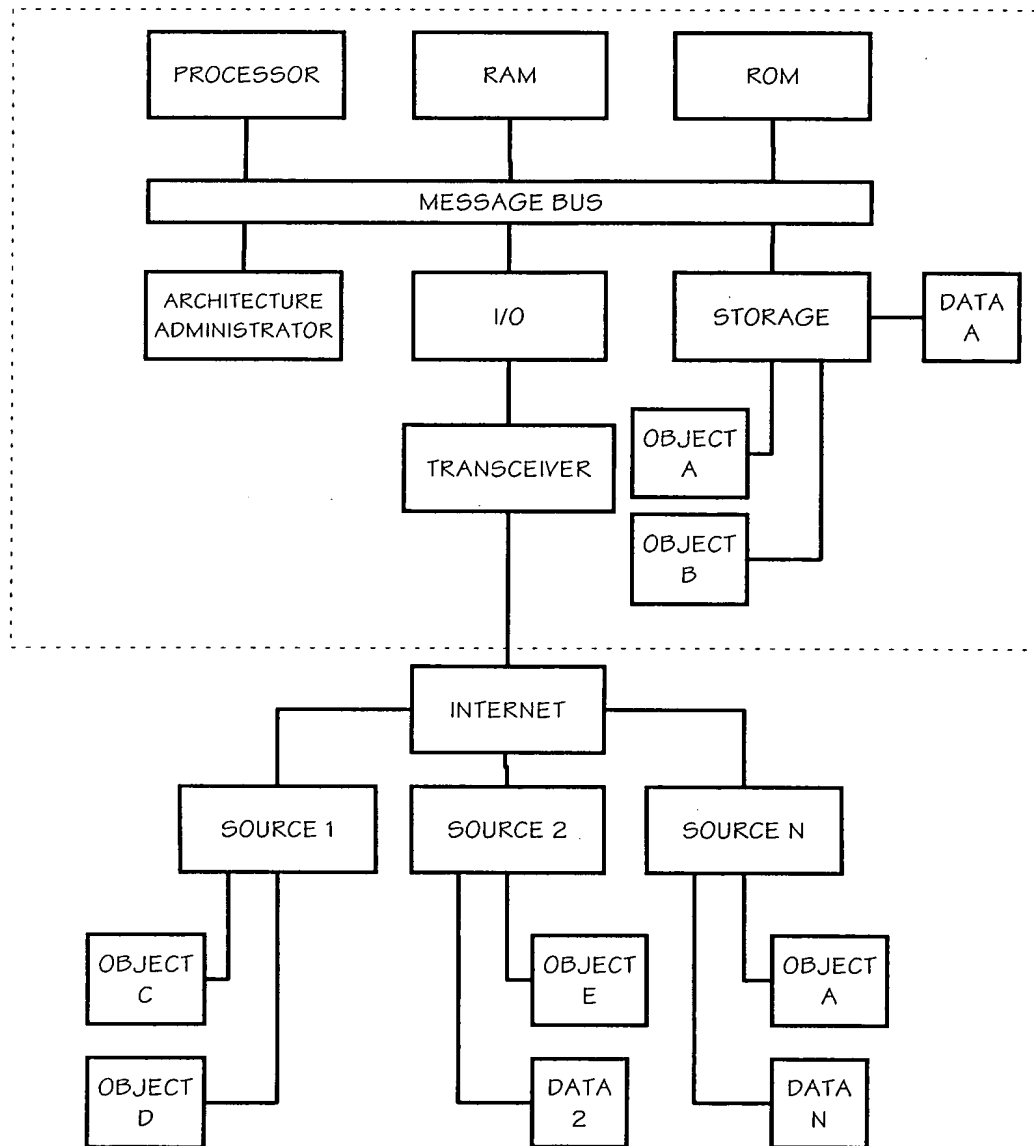 PROCESSOR
RAM
ROM
MESSAGE BUS
ARCHITECTURE
ADMINISTRATOR
I/O
STORAGE
DATA
A
OBJECT
A
TRANSCEIVER
OBJECT
B
INTERNET
SOURCE 1
SOURCE 2
SOURCE N
OBJECT
C
OBJECT
E
OBJECT
A
OBJECT
D
DATA
2
DATA
N